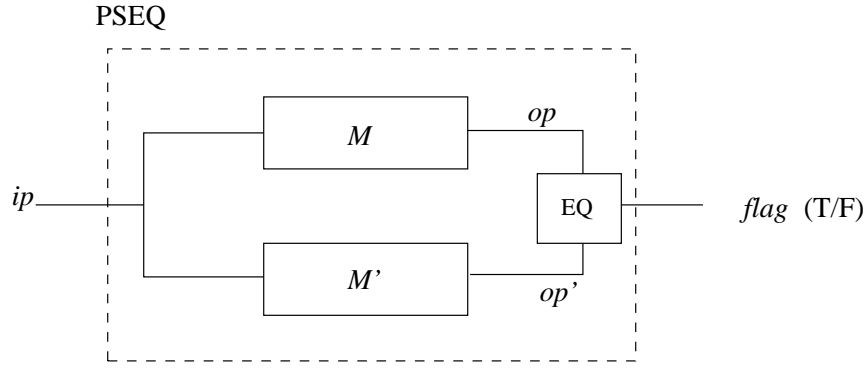 PSEQ
M
op
ip
EQ
flag (T/F)
M’
op’